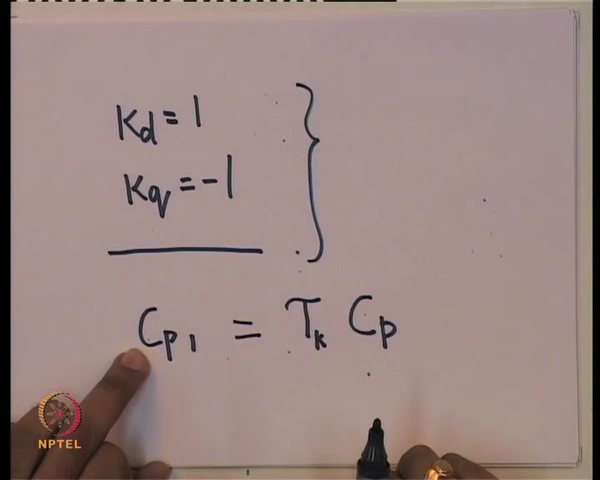 Kd = 1
Kq = -1
Cp1 = Tk Cp
NPTEL